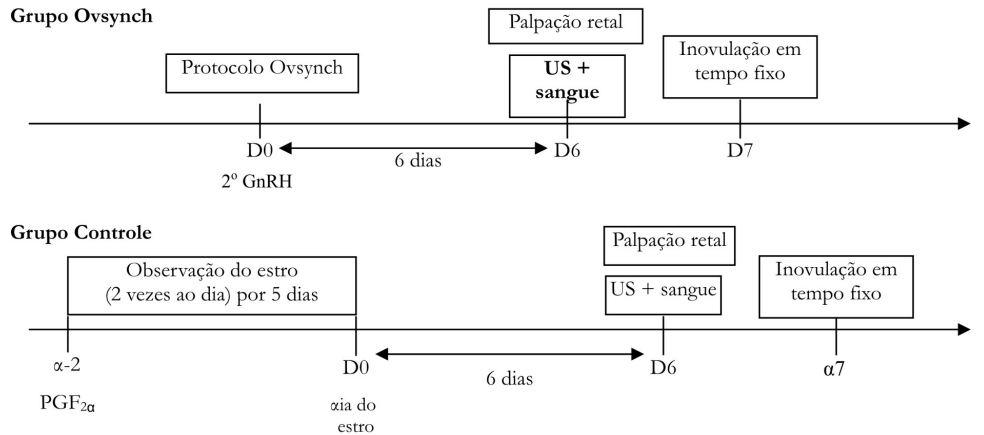 Grupo Ovsynch
Protocolo Ovsynch
Palpação retal
US +
sangue
Inovulação em
tempo fixo
D0
6 dias
D6
D7
2º GnRH
Grupo Controle
Observação do estro
(2 vezes ao dia) por 5 dias
Palpação retal
US + sangue
Inovulação em
tempo fixo
α-2
D0
6 dias
D6
α7
PGF2α
αia do
estro